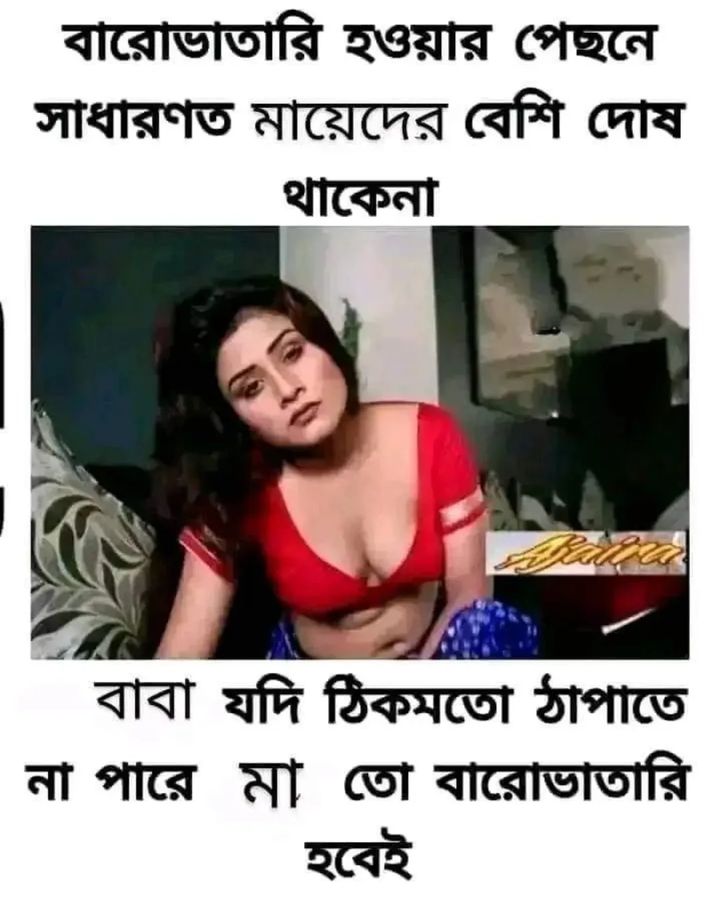 বারোভাতারি হওয়ার পেছনে
সাধারণত মায়েদের বেশি দোষ
থাকেনা
Ajaira
বাবা যদি ঠিকমতো ঠাপাতে
না পারে মা তো বারোভাতারি
হবেই